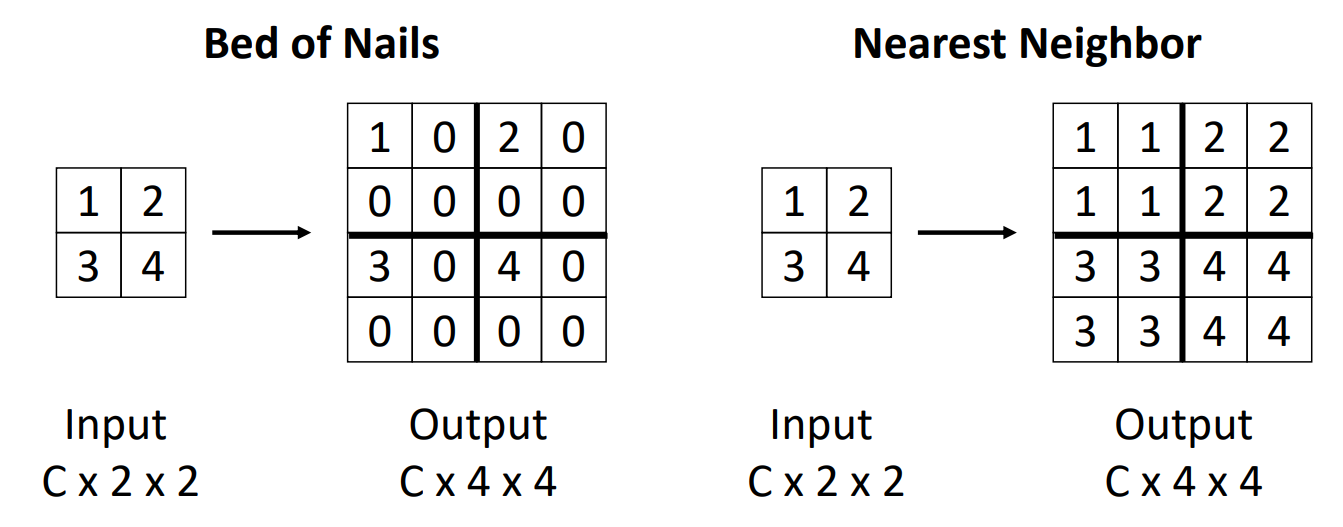 Bed of Nails
1 2
3 4
1 0 2 0
0 0 0 0
3 0 4 0
0 0 0 0
Input
C x 2 x 2
Output
C x 4 x 4
Nearest Neighbor
1 2
3 4
1 1 2 2
1 1 2 2
3 3 4 4
3 3 4 4
Input
C x 2 x 2
Output
C x 4 x 4